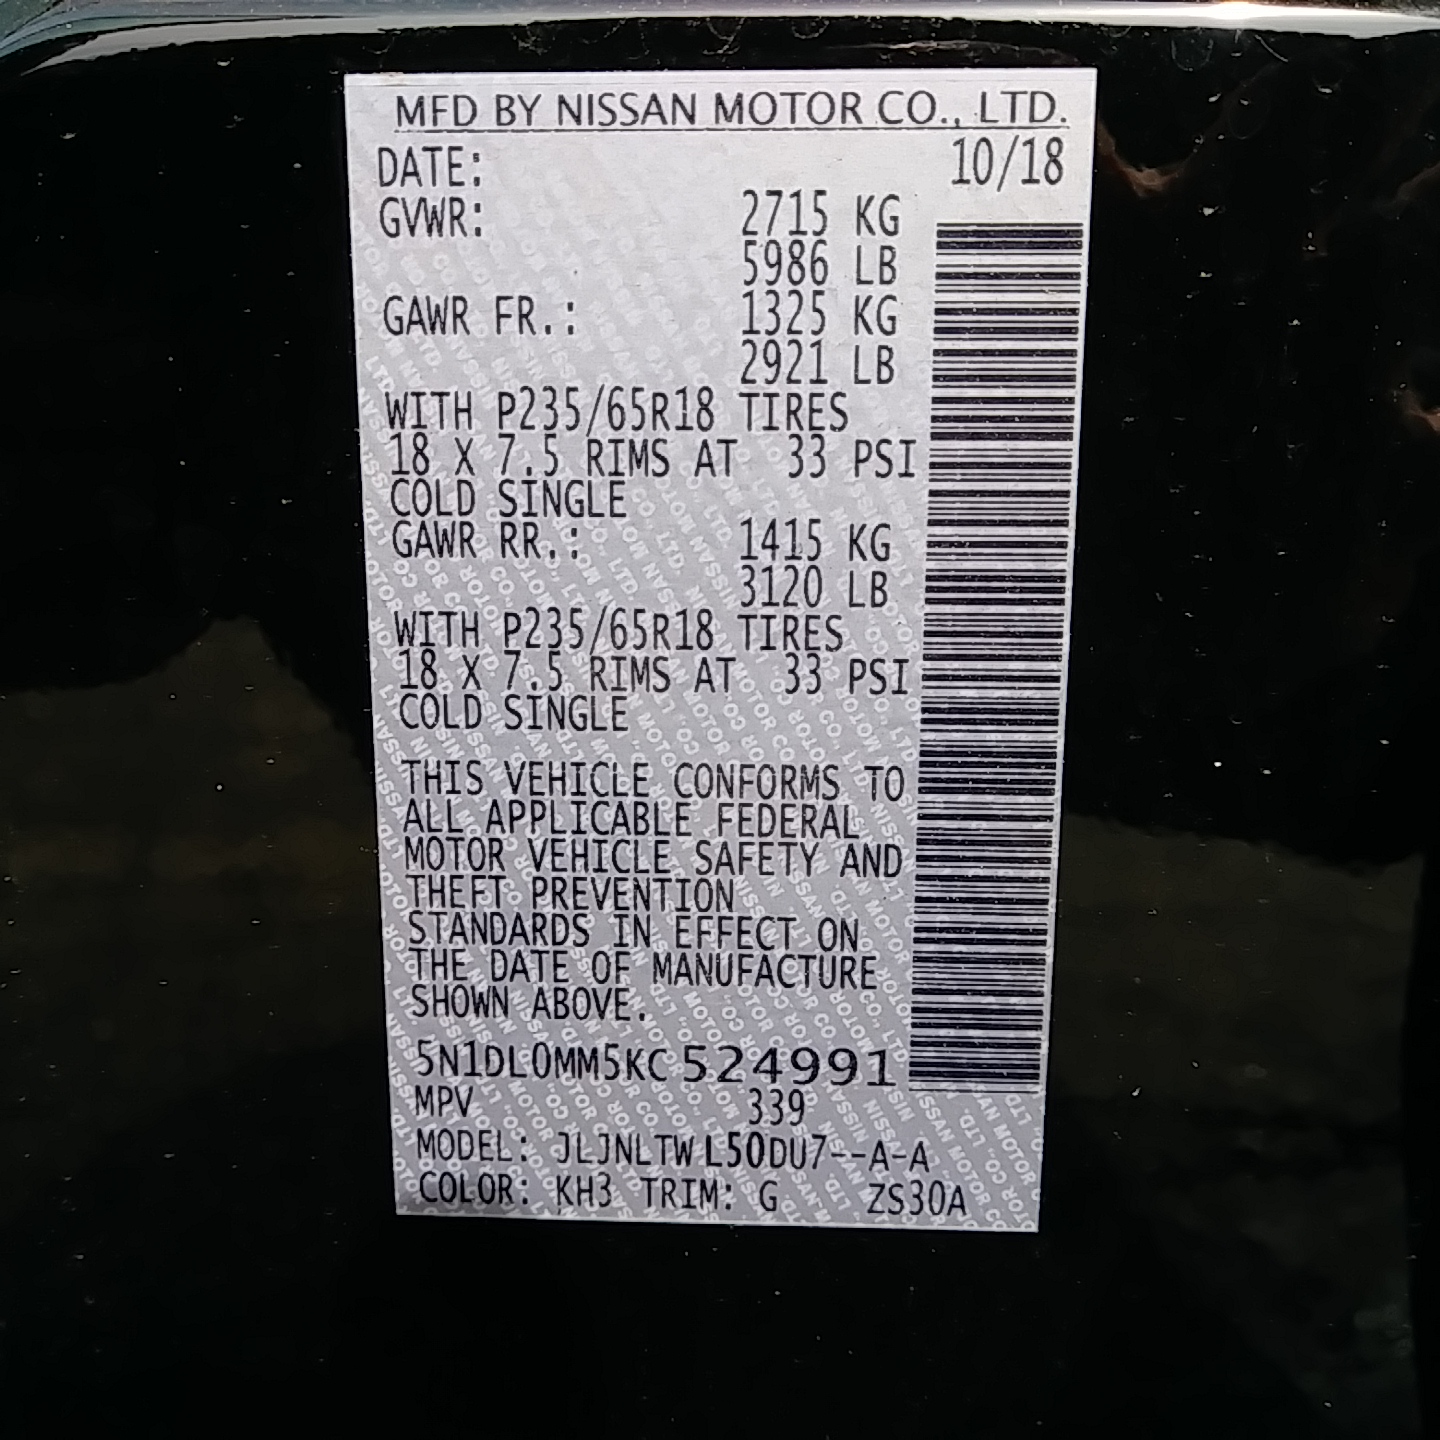 MFD BY NISSAN MOTOR CO., LTD.
DATE: 10/18
GVWR: 2715 KG
5986 LB
GAWR FR.: 1325 KG
2921 LB
WITH P235/65R18 TIRES
18 X 7.5 RIMS AT 33 PSI
COLD SINGLE
GAWR RR.: 1415 KG
3120 LB
WITH P235/65R18 TIRES
18 X 7.5 RIMS AT 33 PSI
COLD SINGLE
THIS VEHICLE CONFORMS TO
ALL APPLICABLE FEDERAL
MOTOR VEHICLE SAFETY AND
THEFT PREVENTION
STANDARDS IN EFFECT ON
THE DATE OF MANUFACTURE
SHOWN ABOVE.
5N1DL0MM5KC524991
MPV 339
MODEL: JLJNLTWL50DU7--A-A
COLOR: KH3 TRIM: G ZS30A